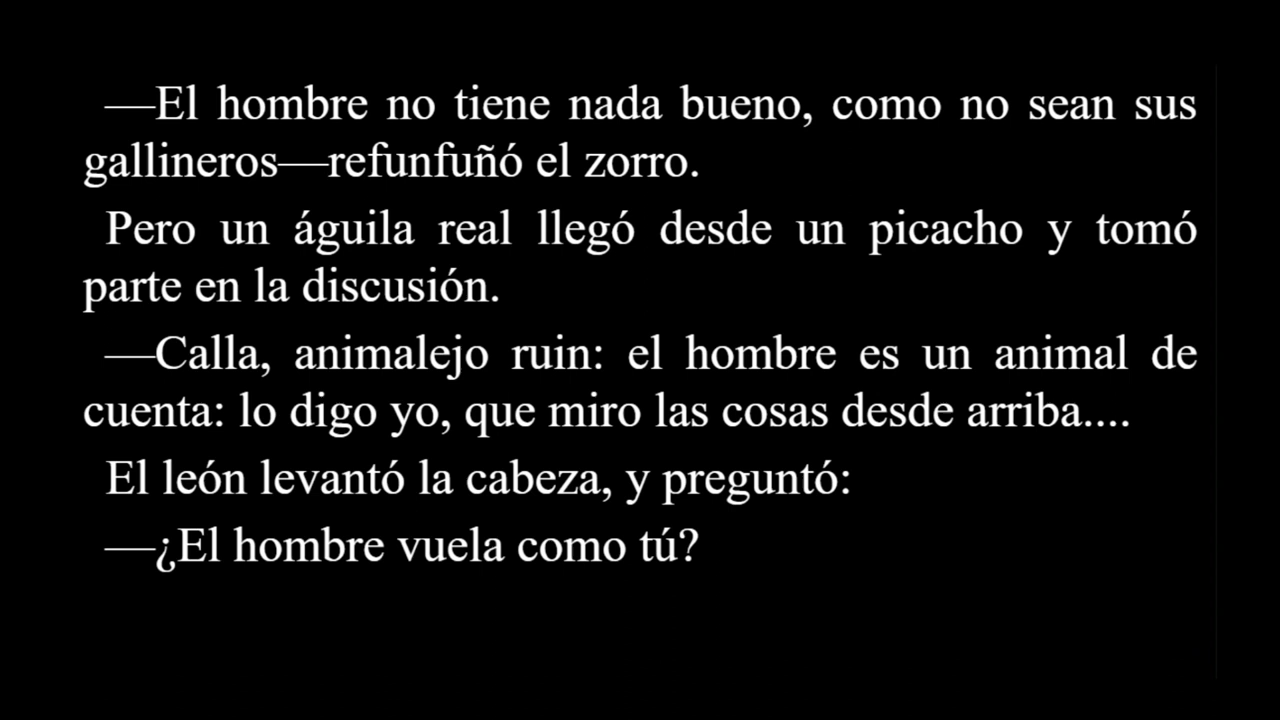 —El hombre no tiene nada bueno, como no sean sus
gallineros—refunfuñó el zorro.
Pero un águila real llegó desde un picacho y tomó
parte en la discusión.
—Calla, animalejo ruin: el hombre es un animal de
cuenta: lo digo yo, que miro las cosas desde arriba....
El león levantó la cabeza, y preguntó:
—¿El hombre vuela como tú?